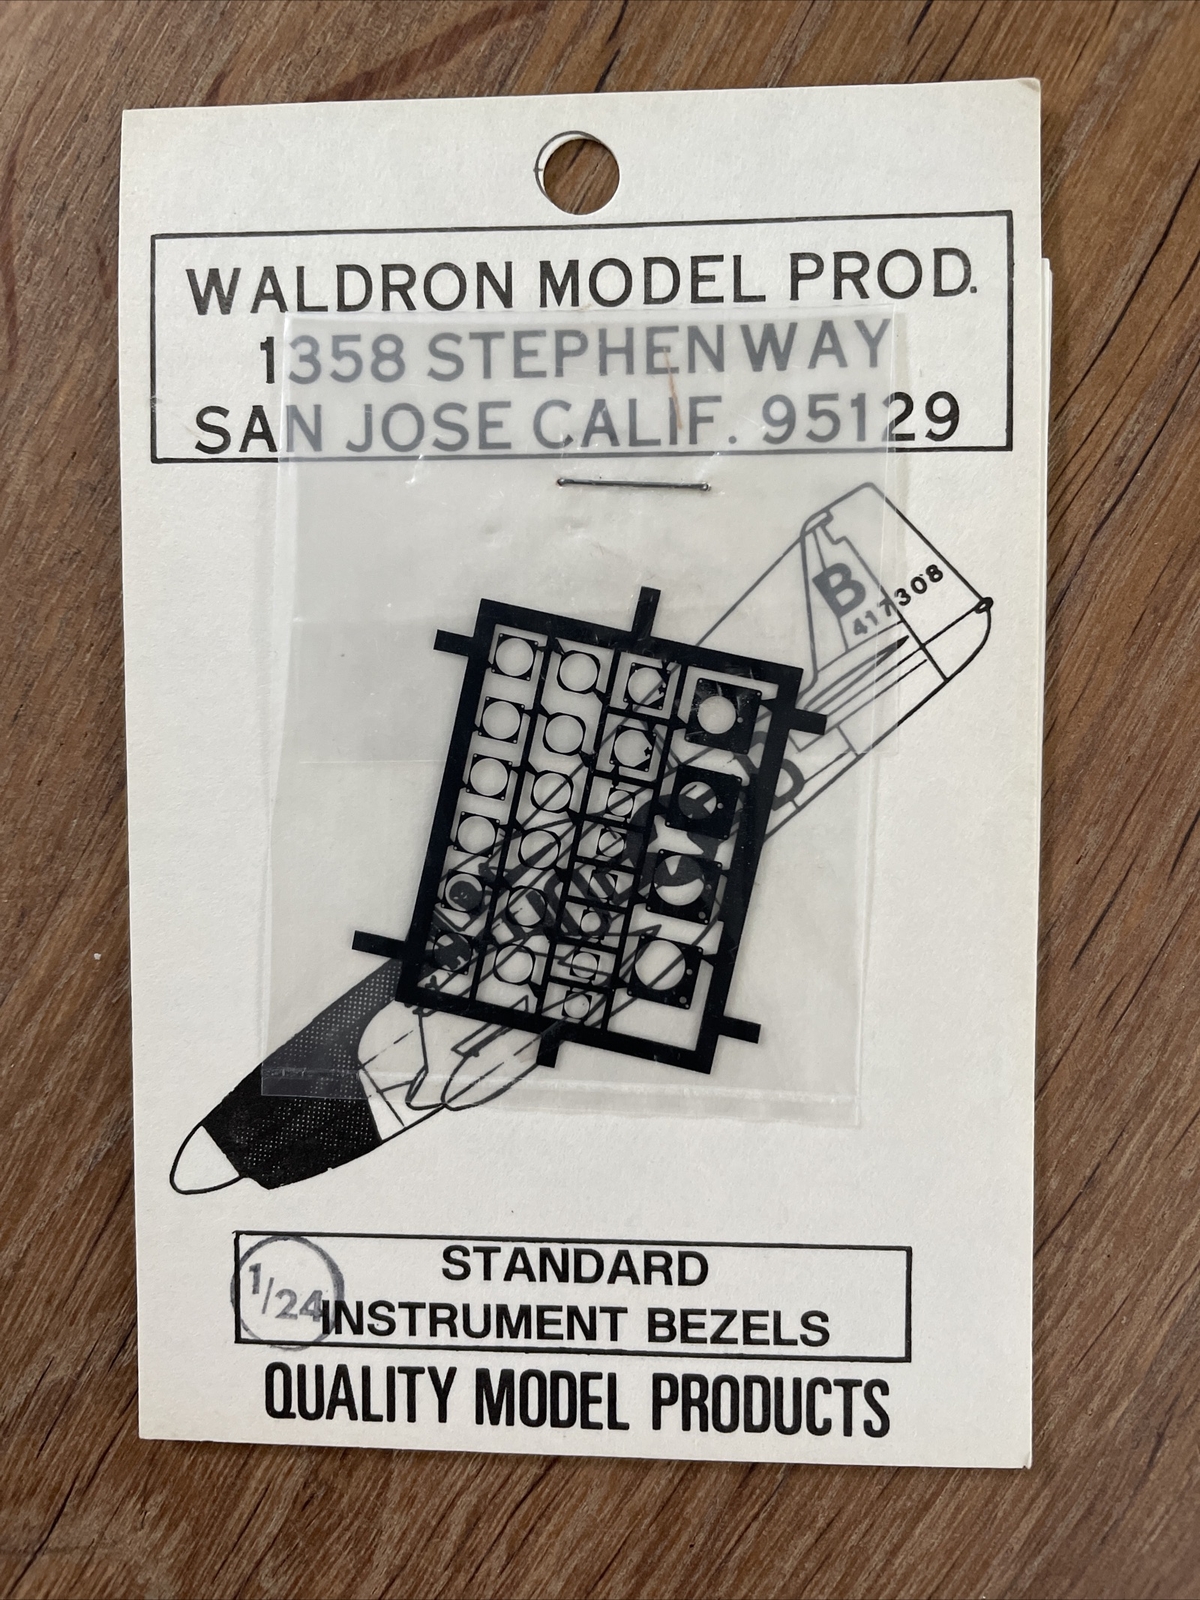 WALDRON MODEL PROD.
1358 STEPHEN WAY
SAN JOSE CALIF. 95129
B
417308
1/24
STANDARD
INSTRUMENT BEZELS
QUALITY MODEL PRODUCTS